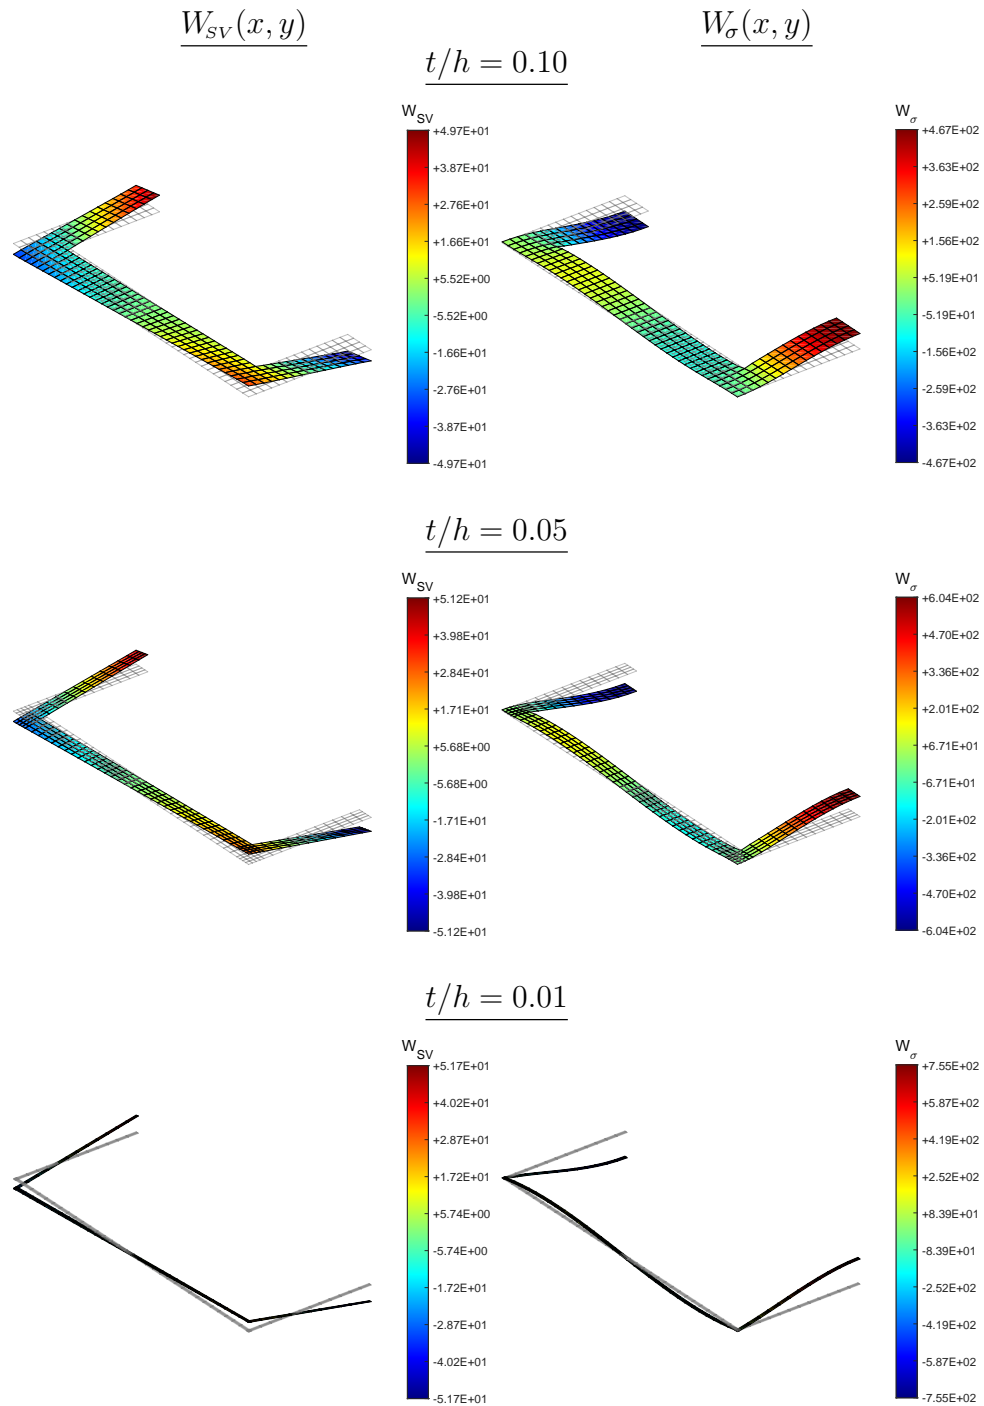 W_SV(x, y)
W_σ(x, y)
t/h = 0.10
W_SV
+4.97E+01
+3.87E+01
+2.76E+01
+1.66E+01
+5.52E+00
-5.52E+00
-1.66E+01
-2.76E+01
-3.87E+01
-4.97E+01
W_σ
+4.67E+02
+3.63E+02
+2.59E+02
+1.56E+02
+5.19E+01
-5.19E+01
-1.56E+02
-2.59E+02
-3.63E+02
-4.67E+02
t/h = 0.05
W_SV
+5.12E+01
+3.98E+01
+2.84E+01
+1.71E+01
+5.68E+00
-5.68E+00
-1.71E+01
-2.84E+01
-3.98E+01
-5.12E+01
W_σ
+6.04E+02
+4.70E+02
+3.36E+02
+2.01E+02
+6.71E+01
-6.71E+01
-2.01E+02
-3.36E+02
-4.70E+02
-6.04E+02
t/h = 0.01
W_SV
+5.17E+01
+4.02E+01
+2.87E+01
+1.72E+01
+5.74E+00
-5.74E+00
-1.72E+01
-2.87E+01
-4.02E+01
-5.17E+01
W_σ
+7.55E+02
+5.87E+02
+4.19E+02
+2.52E+02
+8.39E+01
-8.39E+01
-2.52E+02
-4.19E+02
-5.87E+02
-7.55E+02